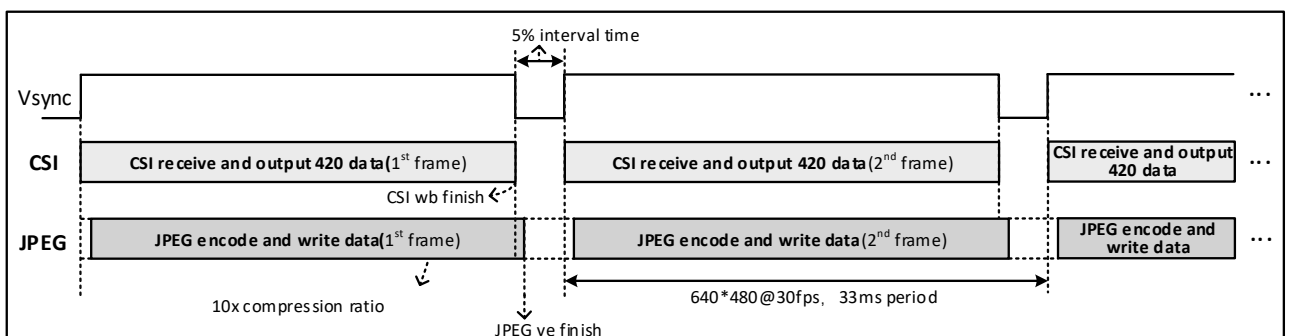 5% interval time
Vsync
...
CSI
CSI receive and output 420 data(1st frame)
CSI receive and output 420 data(2nd frame)
CSI receive and output
420 data
...
CSI wb finish
JPEG
JPEG encode and write data(1st frame)
JPEG encode and write data(2nd frame)
JPEG encode and
write data
...
10x compression ratio
640*480@30fps, 33ms period
JPEG ve finish